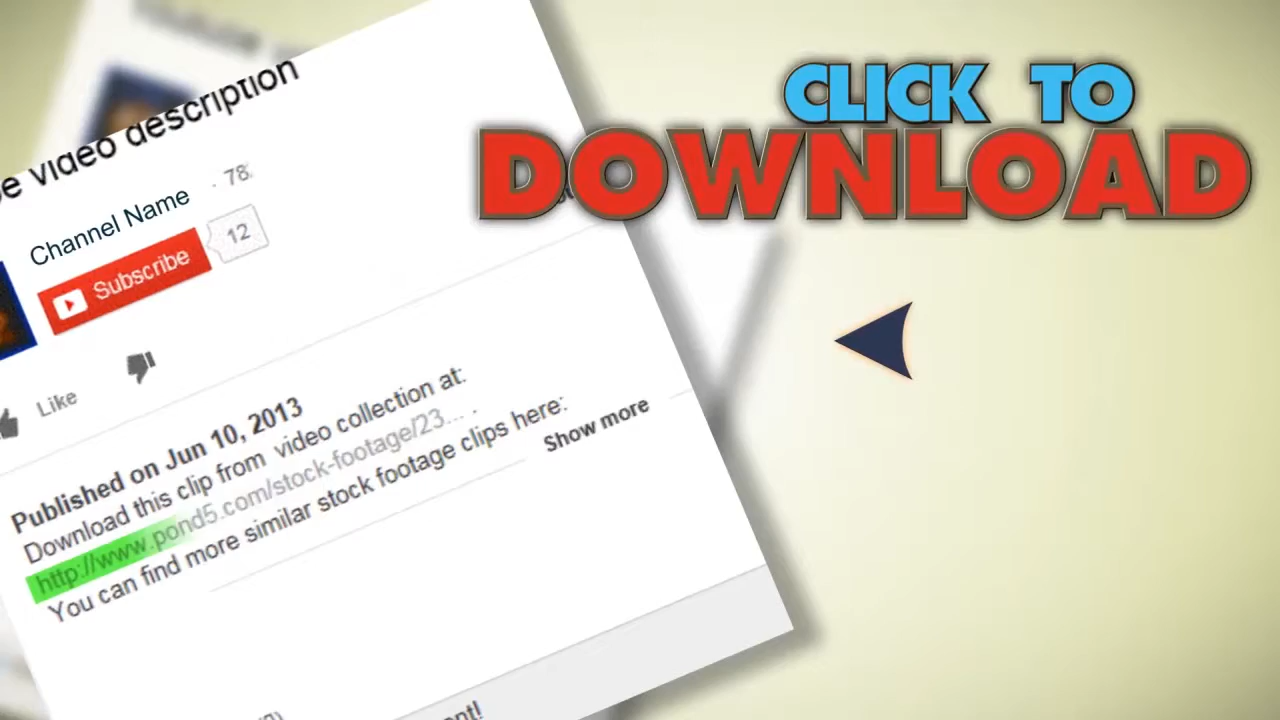 CLICK TO
DOWNLOAD
video description
Channel Name
78
Subscribe
12
Like
Published on Jun 10, 2013
Download this clip from video collection at:
http://www.pond5.com/stock-footage/23...
You can find more similar stock footage clips here:
Show more